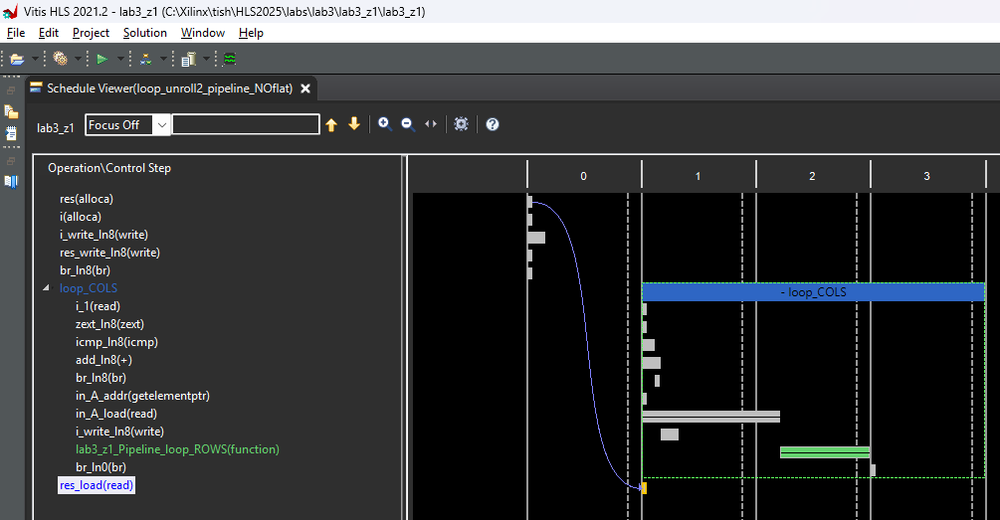 Vitis HLS 2021.2 - lab3_z1 (C:\Xilinx\tish\HLS2025\labs\lab3\lab3_z1\lab3_z1)
File Edit Project Solution Window Help
Schedule Viewer(loop_unroll2_pipeline_NOflat)
lab3_z1 Focus Off
Operation\Control Step 0 1 2 3
res(alloca)
i(alloca)
i_write_ln8(write)
res_write_ln8(write)
br_ln8(br)
loop_COLS - loop_COLS
i_1(read)
zext_ln8(zext)
icmp_ln8(icmp)
add_ln8(+)
br_ln8(br)
in_A_addr(getelementptr)
in_A_load(read)
i_write_ln8(write)
lab3_z1_Pipeline_loop_ROWS(function)
br_ln0(br)
res_load(read)